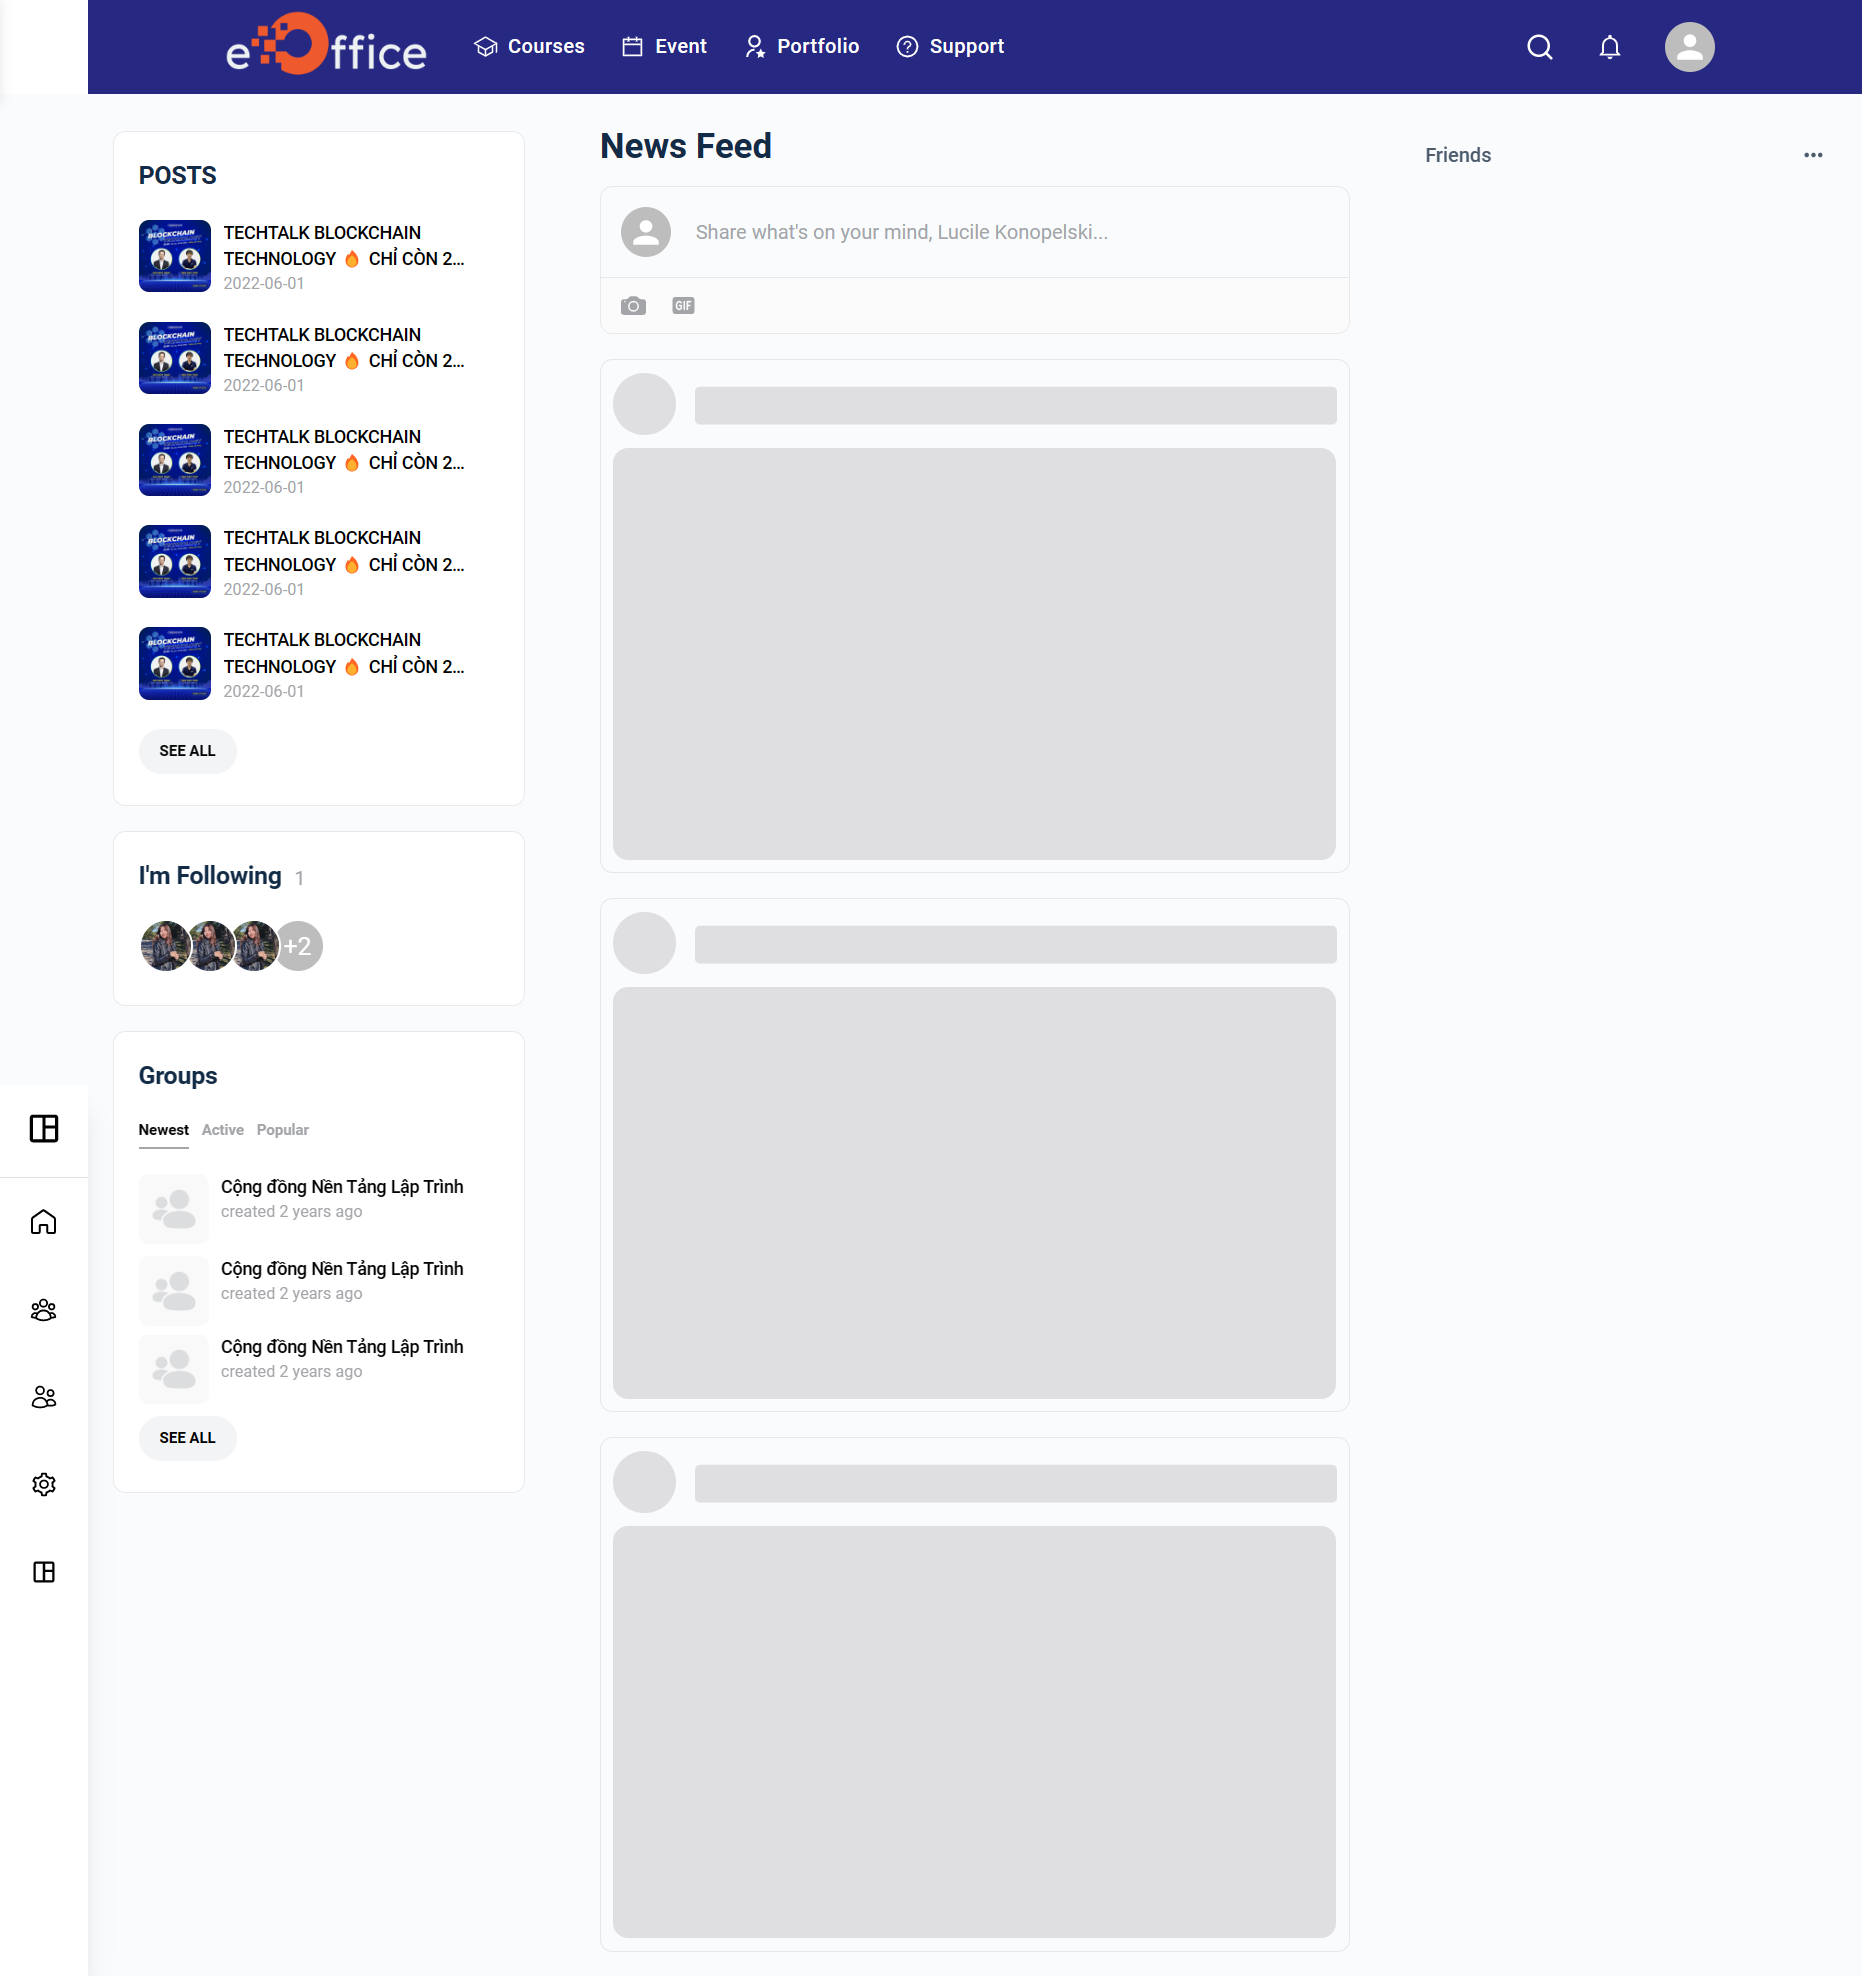 eOffice
Courses
Event
Portfolio
Support
POSTS
TECHTALK BLOCKCHAIN
TECHNOLOGY 🔥 CHỈ CÒN 2...
2022-06-01
TECHTALK BLOCKCHAIN
TECHNOLOGY 🔥 CHỈ CÒN 2...
2022-06-01
TECHTALK BLOCKCHAIN
TECHNOLOGY 🔥 CHỈ CÒN 2...
2022-06-01
TECHTALK BLOCKCHAIN
TECHNOLOGY 🔥 CHỈ CÒN 2...
2022-06-01
TECHTALK BLOCKCHAIN
TECHNOLOGY 🔥 CHỈ CÒN 2...
2022-06-01
SEE ALL
I'm Following 1
+2
Groups
Newest Active Popular
Cộng đồng Nền Tảng Lập Trình
created 2 years ago
Cộng đồng Nền Tảng Lập Trình
created 2 years ago
Cộng đồng Nền Tảng Lập Trình
created 2 years ago
SEE ALL
News Feed
Share what's on your mind, Lucile Konopelski...
GIF
Friends